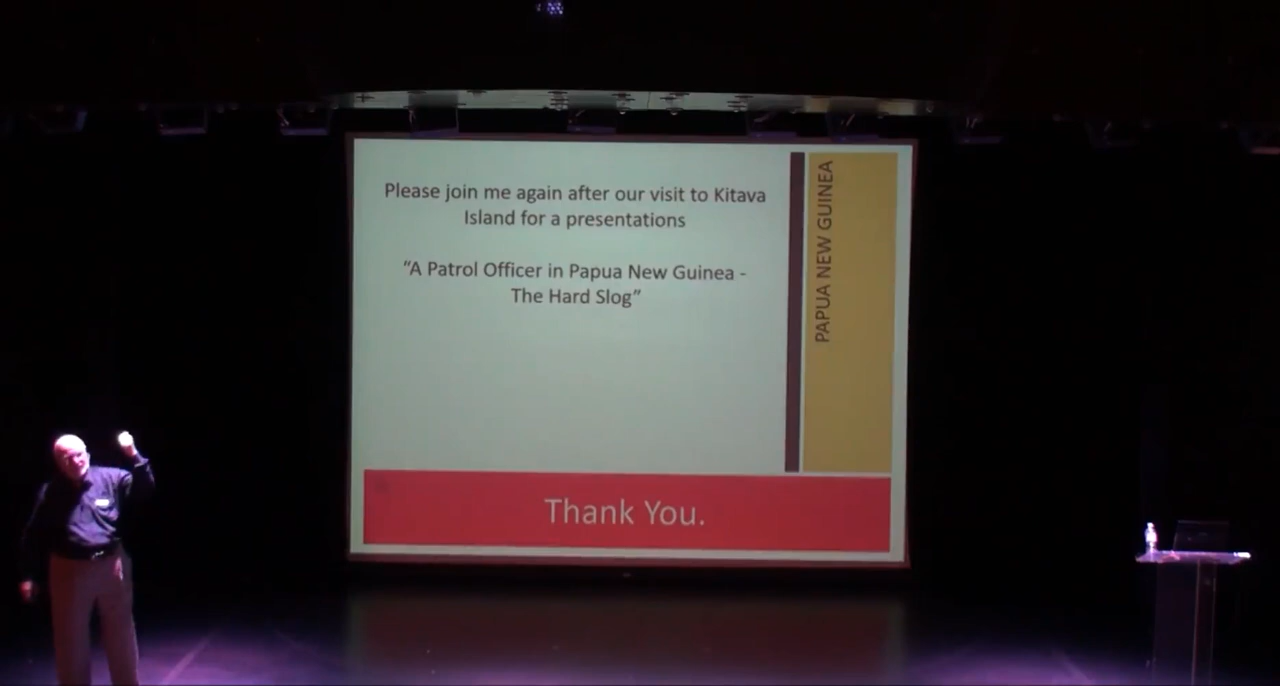 Please join me again after our visit to Kitava
Island for a presentations
“A Patrol Officer in Papua New Guinea -
The Hard Slog”
PAPUA NEW GUINEA
Thank You.